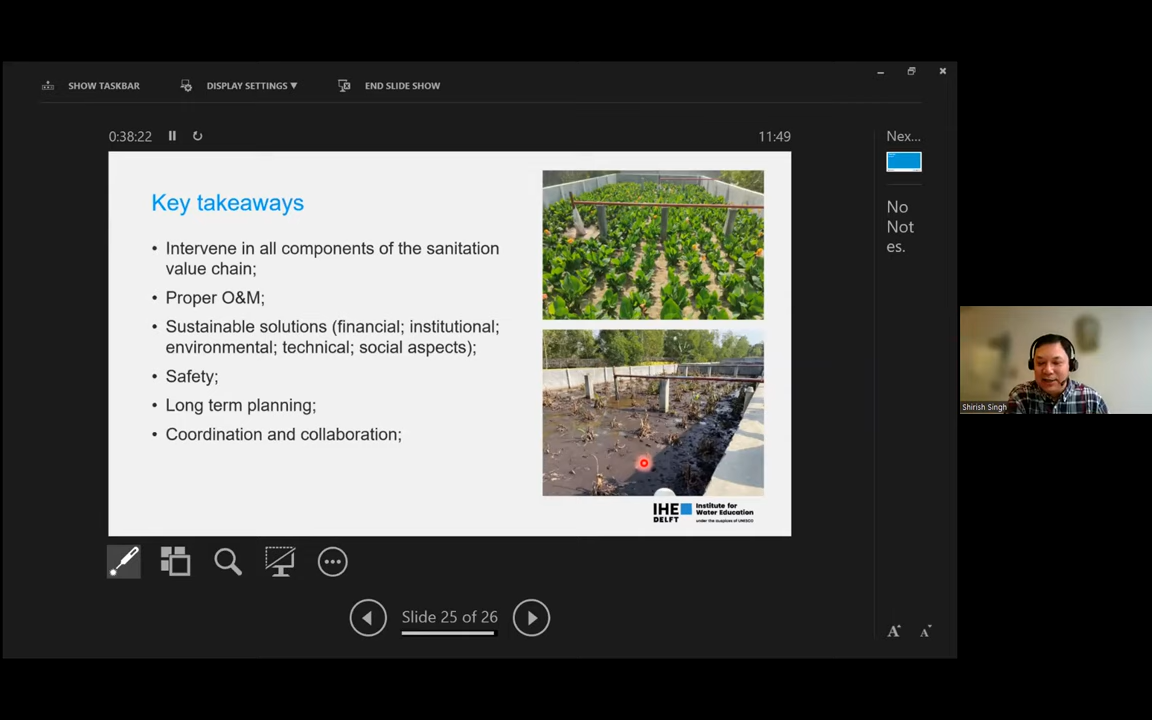 SHOW TASKBAR
DISPLAY SETTINGS ▼
END SLIDE SHOW
0:38:22
11:49
Nex...
No
Not
es.
Key takeaways
• Intervene in all components of the sanitation
value chain;
• Proper O&M;
• Sustainable solutions (financial; institutional;
environmental; technical; social aspects);
• Safety;
• Long term planning;
• Coordination and collaboration;
IHE
DELFT
Institute for
Water Education
under the auspices of UNESCO
Slide 25 of 26
A
A
Shirish Singh